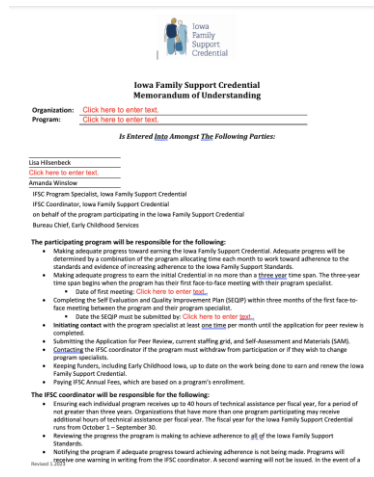 Iowa
Family
Support
Credential
Iowa Family Support Credential
Memorandum of Understanding
Organization: Click here to enter text.
Program: Click here to enter text.
Is Entered Into Amongst The Following Parties:
Lisa Hilsenbeck
Click here to enter text.
Amanda Winslow
IFSC Program Specialist, Iowa Family Support Credential
IFSC Coordinator, Iowa Family Support Credential
on behalf of the program participating in the Iowa Family Support Credential
Bureau Chief, Early Childhood Services
The participating program will be responsible for the following:
• Making adequate progress toward earning the Iowa Family Support Credential. Adequate progress will be
determined by a combination of the program allocating time each month to work toward adherence to the
standards and evidence of increasing adherence to the Iowa Family Support Standards.
• Making adequate progress to earn the initial Credential in no more than a three year time span. The three-year
time span begins when the program has their first face-to-face meeting with their program specialist.
▪ Date of first meeting: Click here to enter text..
• Completing the Self Evaluation and Quality Improvement Plan (SEQIP) within three months of the first face-to-
face meeting between the program and their program specialist.
▪ Date the SEQIP must be submitted by: Click here to enter text..
• Initiating contact with the program specialist at least one time per month until the application for peer review is
completed.
• Submitting the Application for Peer Review, current staffing grid, and Self-Assessment and Materials (SAM).
• Contacting the IFSC coordinator if the program must withdraw from participation or if they wish to change
program specialists.
• Keeping funders, including Early Childhood Iowa, up to date on the work being done to earn and renew the Iowa
Family Support Credential.
• Paying IFSC Annual Fees, which are based on a program's enrollment.
The IFSC coordinator will be responsible for the following:
• Ensuring each individual program receives up to 40 hours of technical assistance per fiscal year, for a period of
not greater than three years. Organizations that have more than one program participating may receive
additional hours of technical assistance per fiscal year. The fiscal year for the Iowa Family Support Credential
runs from October 1 – September 30.
• Reviewing the progress the program is making to achieve adherence to all of the Iowa Family Support
Standards.
• Notifying the program if adequate progress toward achieving adherence is not being made. Programs will
receive one warning in writing from the IFSC coordinator. A second warning will not be issued. In the event of a
Revised 1.2023